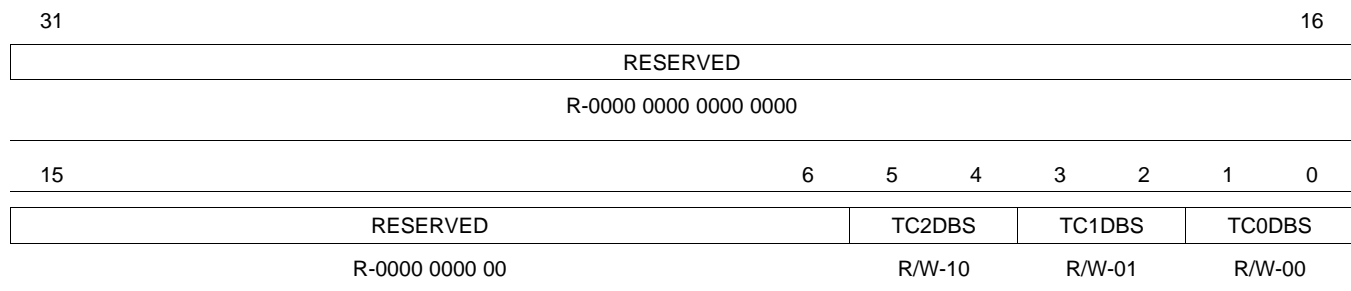 31 16
RESERVED
R-0000 0000 0000 0000
15 6 5 4 3 2 1 0
RESERVED TC2DBS TC1DBS TC0DBS
R-0000 0000 00 R/W-10 R/W-01 R/W-00